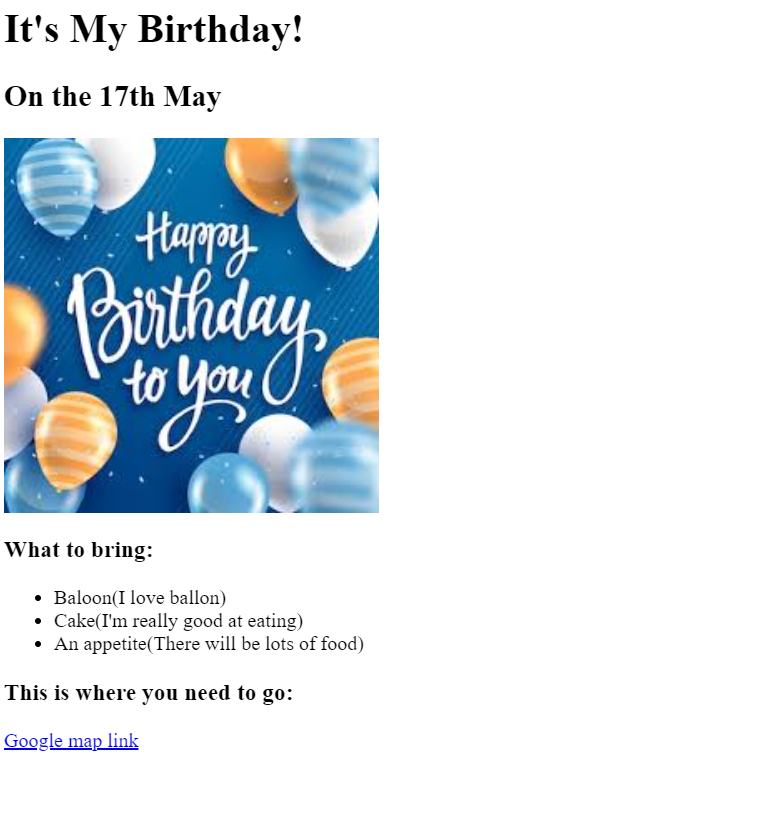 It's My Birthday!
On the 17th May
Happy
Birthday
to you
What to bring:
Baloon(I love ballon)
Cake(I'm really good at eating)
An appetite(There will be lots of food)
This is where you need to go:
Google map link